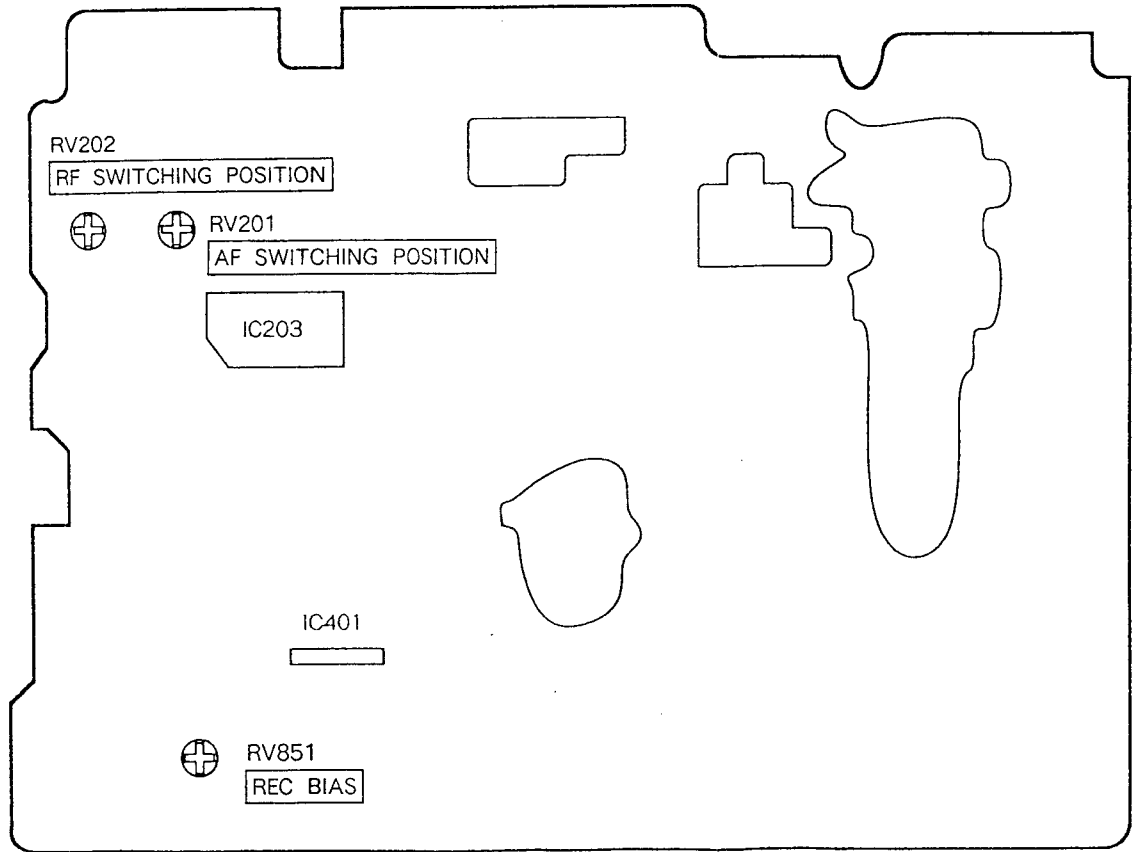 RV202
RF SWITCHING POSITION
RV201
AF SWITCHING POSITION
IC203
IC401
RV851
REC BIAS